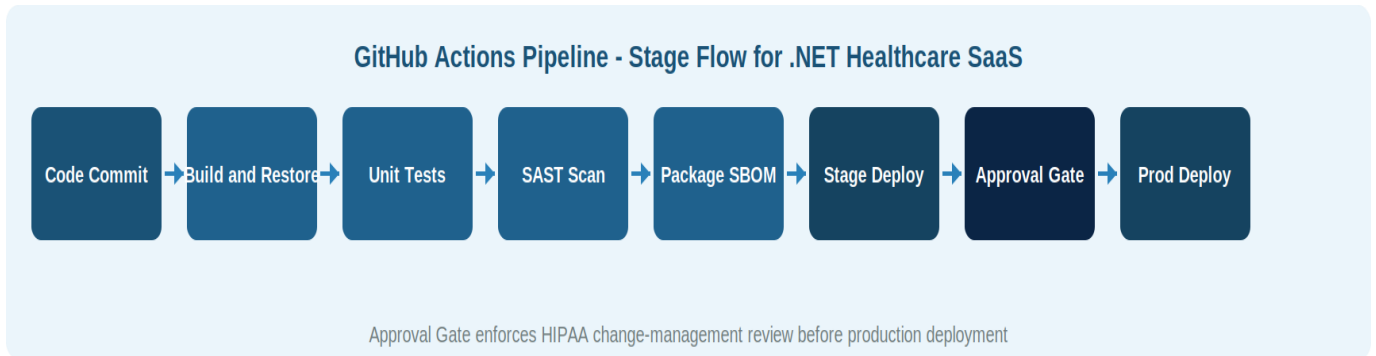 GitHub Actions Pipeline - Stage Flow for .NET Healthcare SaaS
Code Commit
Build and Restore
Unit Tests
SAST Scan
Package SBOM
Stage Deploy
Approval Gate
Prod Deploy
Approval Gate enforces HIPAA change-management review before production deployment